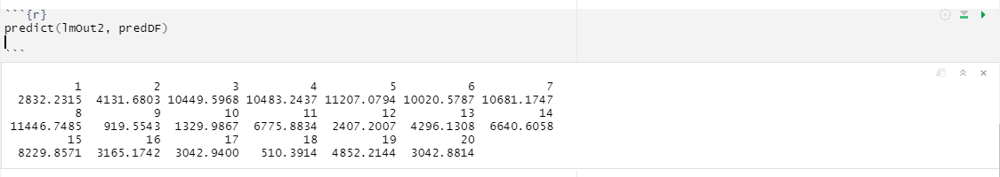 ```{r}
predict(lmOut2, predDF)
```
1 2 3 4 5 6 7
2832.2315 4131.6803 10449.5968 10483.2437 11207.0794 10020.5787 10681.1747
8 9 10 11 12 13 14
11446.7485 919.5543 1329.9867 6775.8834 2407.2007 4296.1308 6640.6058
15 16 17 18 19 20
8229.8571 3165.1742 3042.9400 510.3914 4852.2144 3042.8814